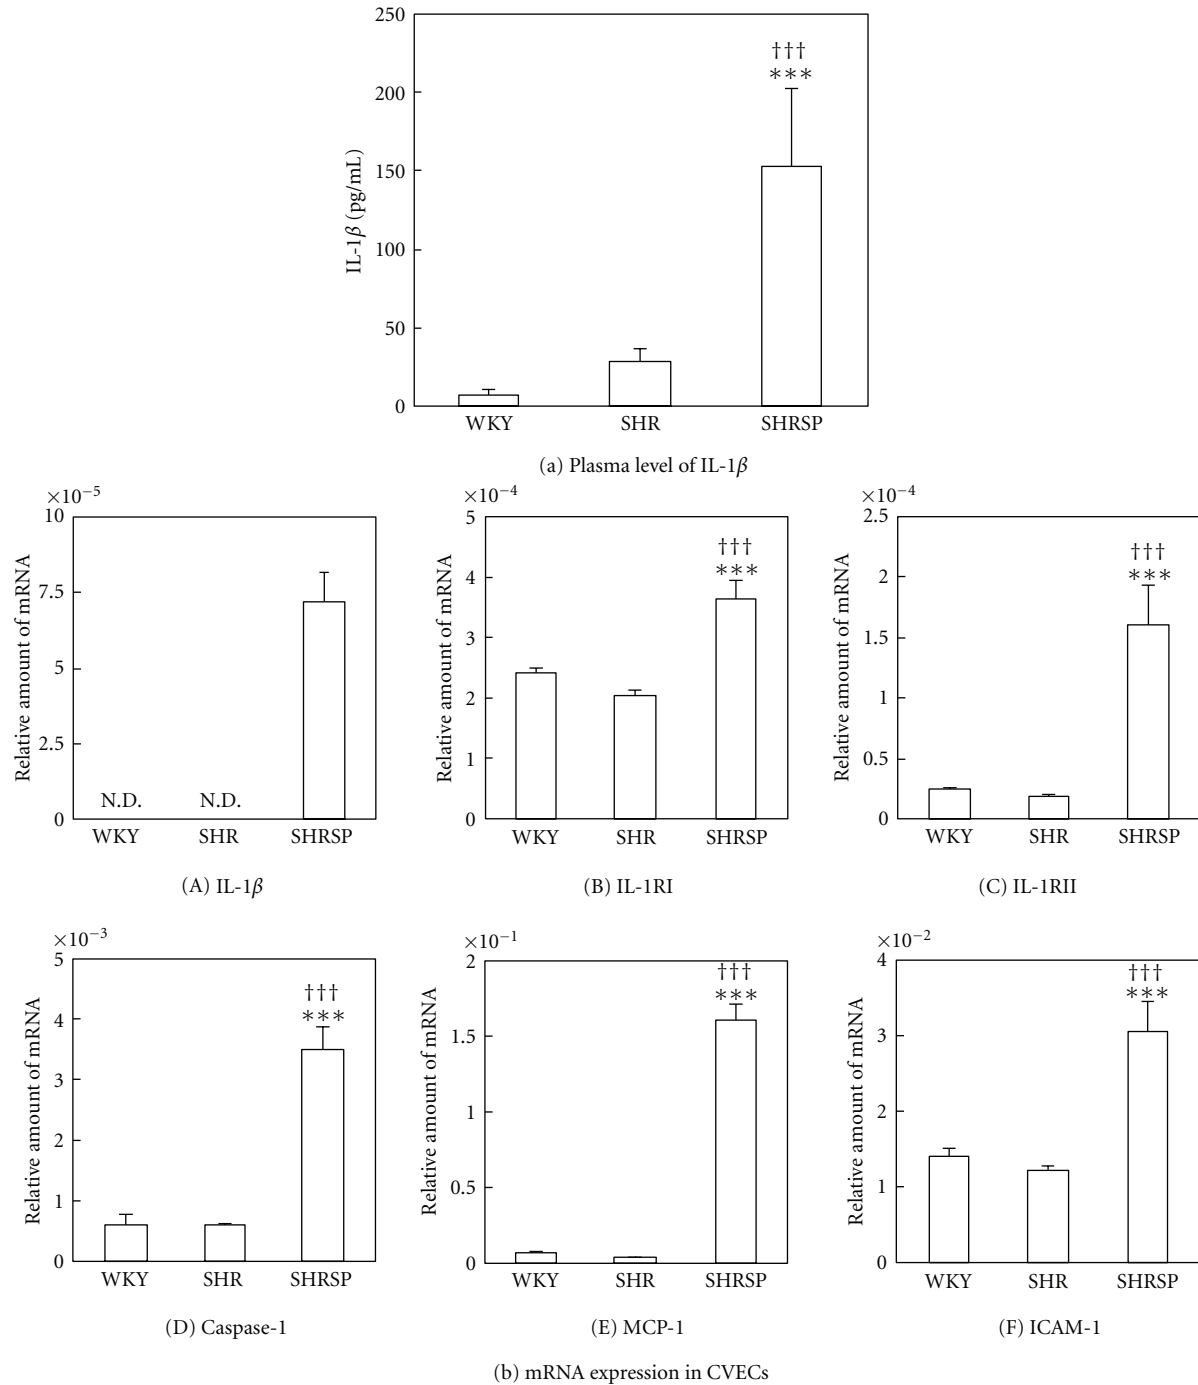 250
200
150
100
50
0
IL-1β (pg/mL)
†††
***
WKY SHR SHRSP
(a) Plasma level of IL-1β
×10−5
10
7.5
5
2.5
0
Relative amount of mRNA
N.D. N.D.
WKY SHR SHRSP
(A) IL-1β
×10−4
5
4
3
2
1
0
Relative amount of mRNA
†††
***
WKY SHR SHRSP
(B) IL-1RI
×10−4
2.5
2
1.5
1
0.5
0
Relative amount of mRNA
†††
***
WKY SHR SHRSP
(C) IL-1RII
×10−3
5
4
3
2
1
0
Relative amount of mRNA
†††
***
WKY SHR SHRSP
(D) Caspase-1
×10−1
2
1.5
1
0.5
0
Relative amount of mRNA
†††
***
WKY SHR SHRSP
(E) MCP-1
×10−2
4
3
2
1
0
Relative amount of mRNA
†††
***
WKY SHR SHRSP
(F) ICAM-1
(b) mRNA expression in CVECs